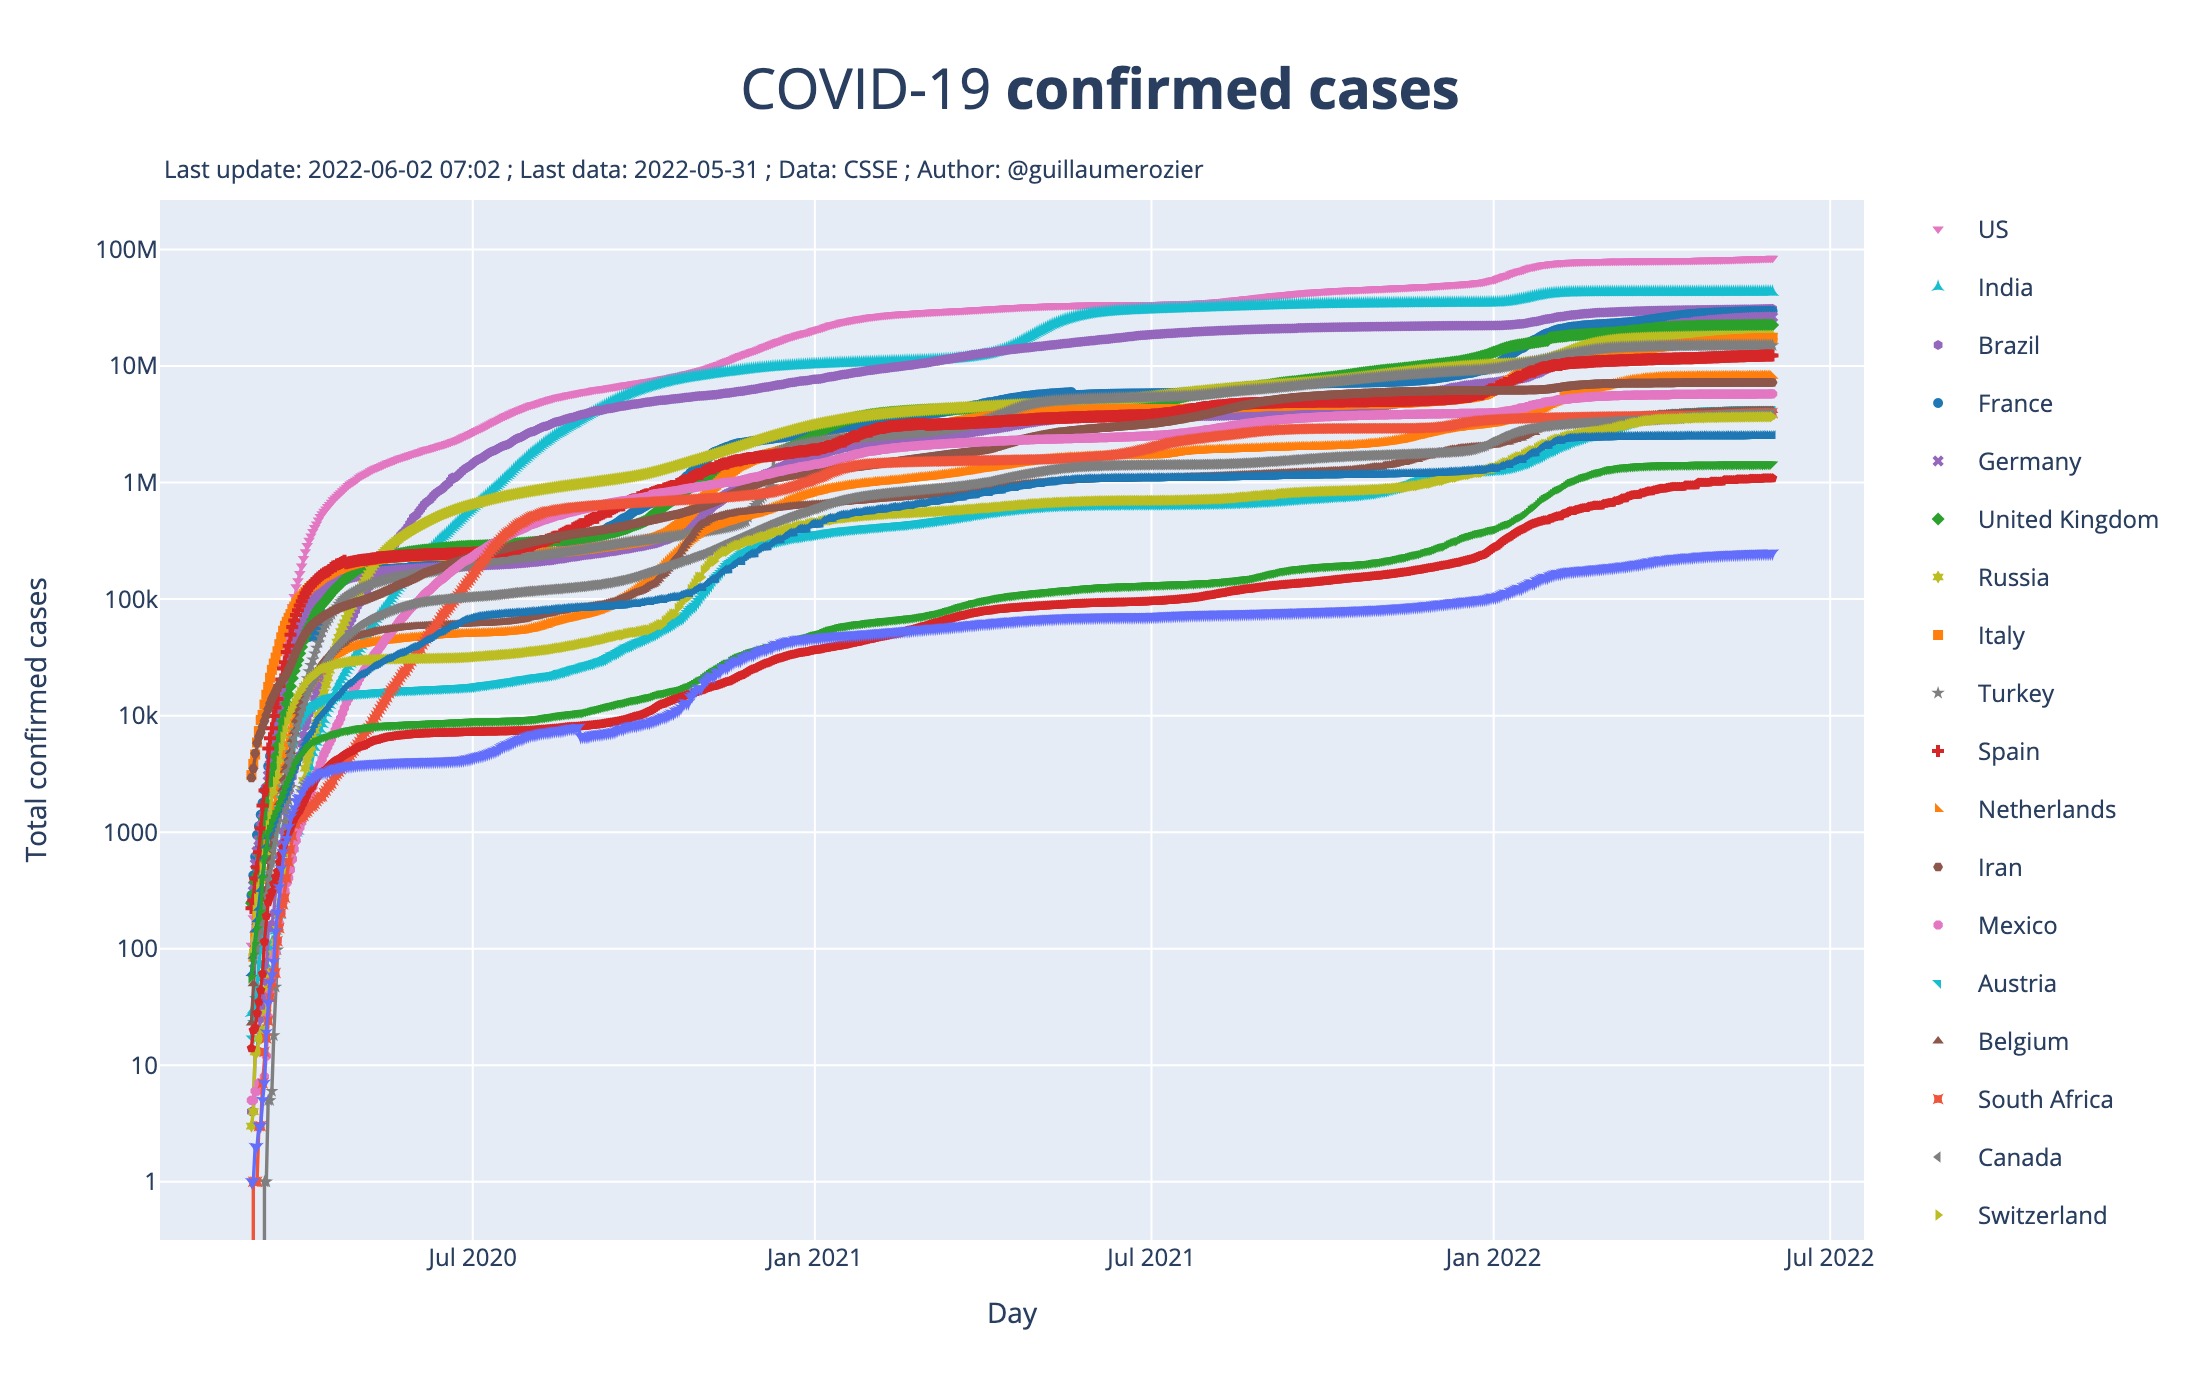 COVID-19 confirmed cases
Last update: 2022-06-02 07:02 ; Last data: 2022-05-31 ; Data: CSSE ; Author: @guillaumerozier
Total confirmed cases
100M
10M
1M
100k
10k
1000
100
10
1
Jul 2020
Jan 2021
Jul 2021
Jan 2022
Jul 2022
Day
US
India
Brazil
France
Germany
United Kingdom
Russia
Italy
Turkey
Spain
Netherlands
Iran
Mexico
Austria
Belgium
South Africa
Canada
Switzerland